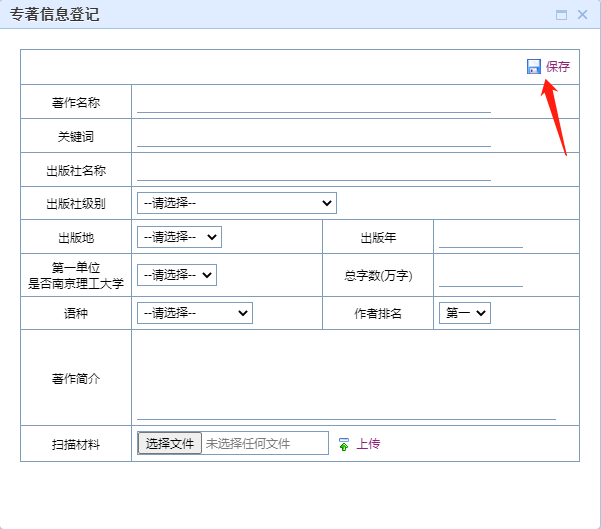 专著信息登记
保存
著作名称
关键词
出版社名称
出版社级别 --请选择--
出版地 --请选择-- 出版年
第一单位
是否南京理工大学 --请选择-- 总字数(万字)
语种 --请选择-- 作者排名 第一
著作简介
扫描材料 选择文件 未选择任何文件 上传